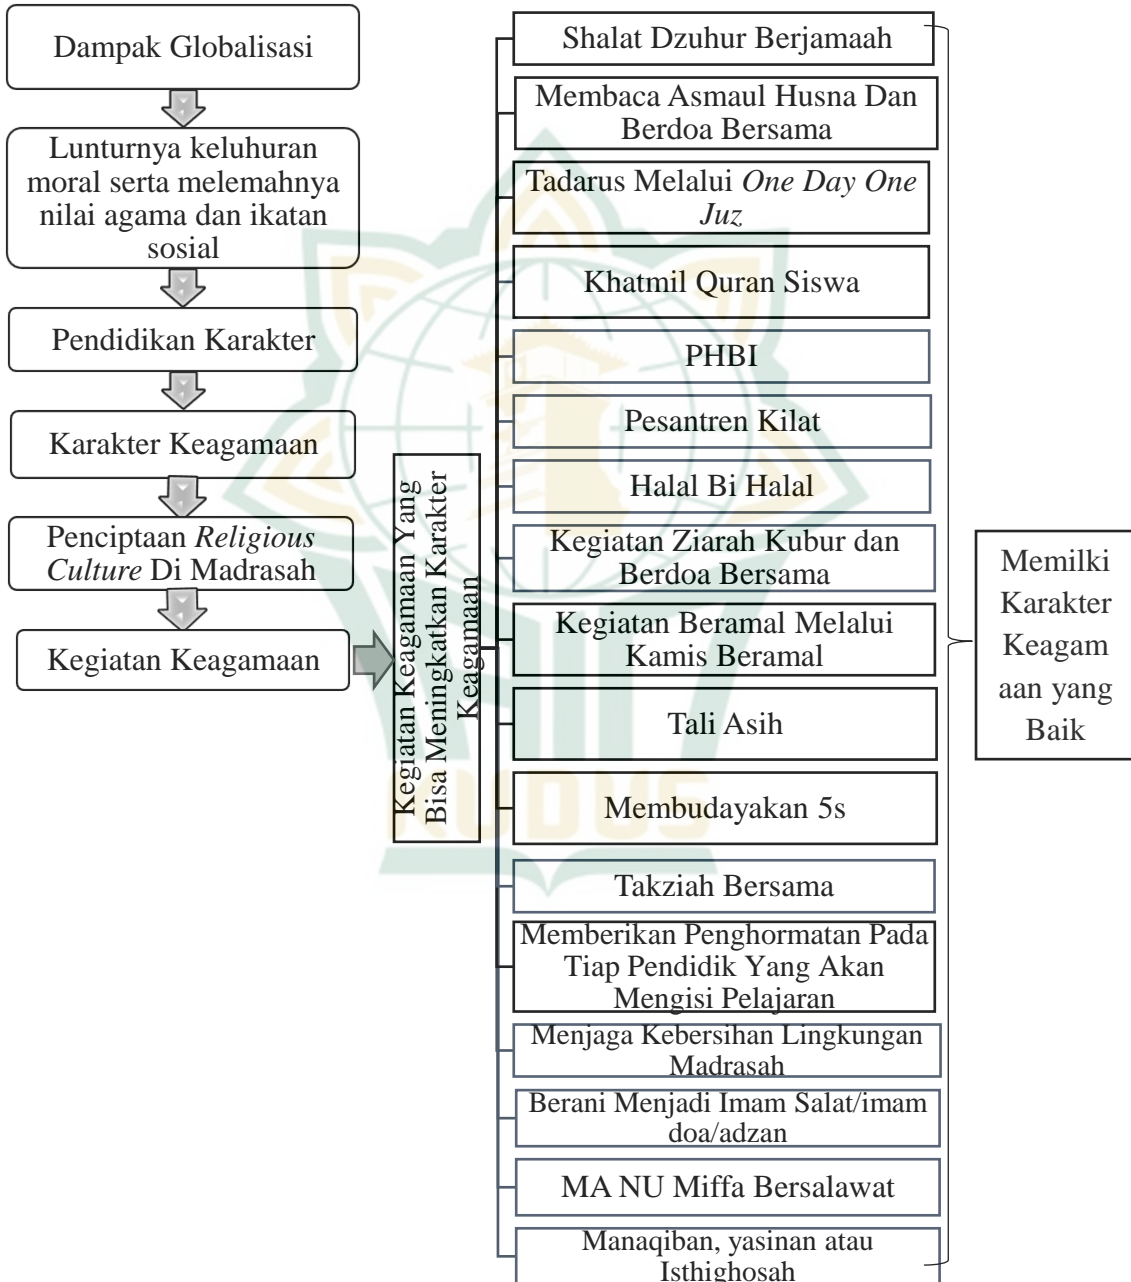 Dampak Globalisasi
Lunturnya keluhuran
moral serta melemahnya
nilai agama dan ikatan
sosial
Pendidikan Karakter
Karakter Keagamaan
Penciptaan Religious
Culture Di Madrasah
Kegiatan Keagamaan
Kegiatan Keagamaan Yang
Bisa Meningkatkan Karakter
Keagamaan
Shalat Dzuhur Berjamaah
Membaca Asmaul Husna Dan
Berdoa Bersama
Tadarus Melalui One Day One
Juz
Khatmil Quran Siswa
PHBI
Pesantren Kilat
Halal Bi Halal
Kegiatan Ziarah Kubur dan
Berdoa Bersama
Kegiatan Beramal Melalui
Kamis Beramal
Tali Asih
Membudayakan 5s
Takziah Bersama
Memberikan Penghormatan Pada
Tiap Pendidik Yang Akan
Mengisi Pelajaran
Menjaga Kebersihan Lingkungan
Madrasah
Berani Menjadi Imam Salat/imam
doa/adzan
MA NU Miffa Bersalawat
Manaqiban, yasinan atau
Isthighosah
Memilki
Karakter
Keagam
aan yang
Baik
KUDUS